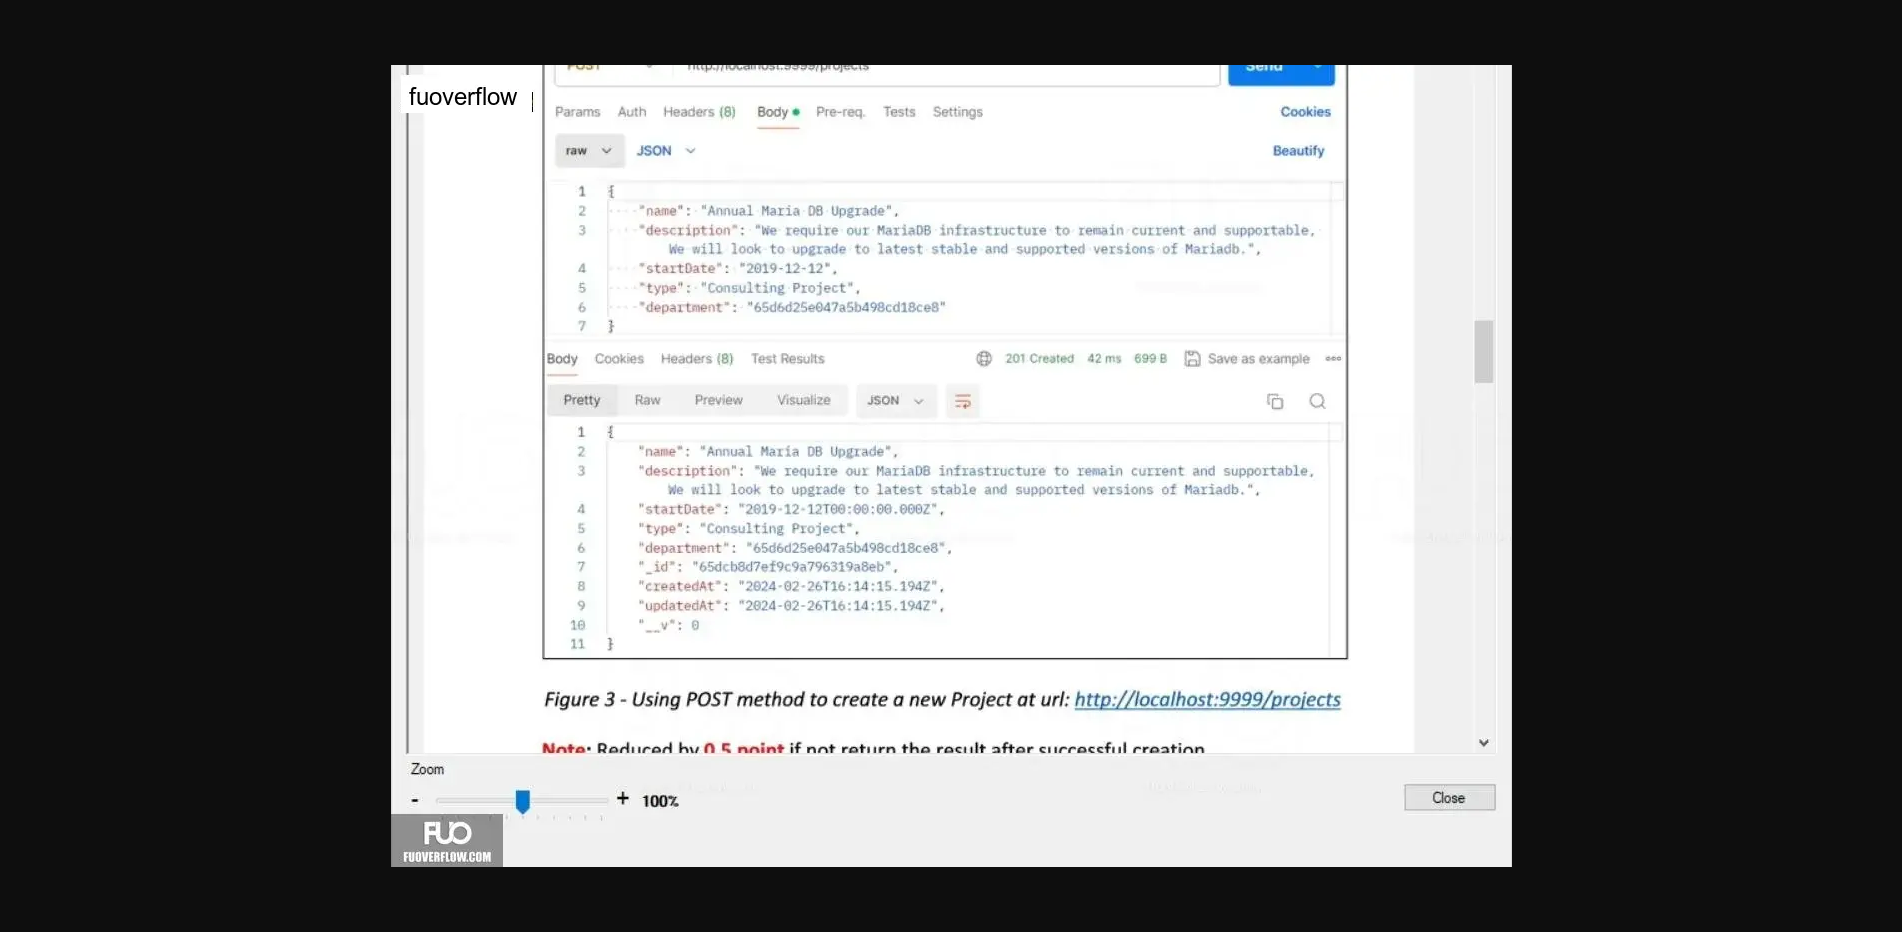 POST http://localhost:9999/projects Send
fuoverflow
Params Auth Headers (8) Body Pre-req. Tests Settings Cookies
raw JSON Beautify
1 {
2 "name": "Annual Maria DB Upgrade",
3 "description": "We require our MariaDB infrastructure to remain current and supportable,
We will look to upgrade to latest stable and supported versions of Mariadb.",
4 "startDate": "2019-12-12",
5 "type": "Consulting Project",
6 "department": "65d6d25e047a5b498cd18ce8"
7 }
Body Cookies Headers (8) Test Results 201 Created 42 ms 699 B Save as example
Pretty Raw Preview Visualize JSON
1 {
2 "name": "Annual Maria DB Upgrade",
3 "description": "We require our MariaDB infrastructure to remain current and supportable,
We will look to upgrade to latest stable and supported versions of Mariadb.",
4 "startDate": "2019-12-12T00:00:00.000Z",
5 "type": "Consulting Project",
6 "department": "65d6d25e047a5b498cd18ce8",
7 "_id": "65dcb8d7ef9c9a796319a8eb",
8 "createdAt": "2024-02-26T16:14:15.194Z",
9 "updatedAt": "2024-02-26T16:14:15.194Z",
10 "__v": 0
11 }
Figure 3 - Using POST method to create a new Project at url: http://localhost:9999/projects
Note: Reduced by 0.5 point if not return the result after successful creation
Zoom
- + 100%
Close
FUO
FUOVERFLOW.COM